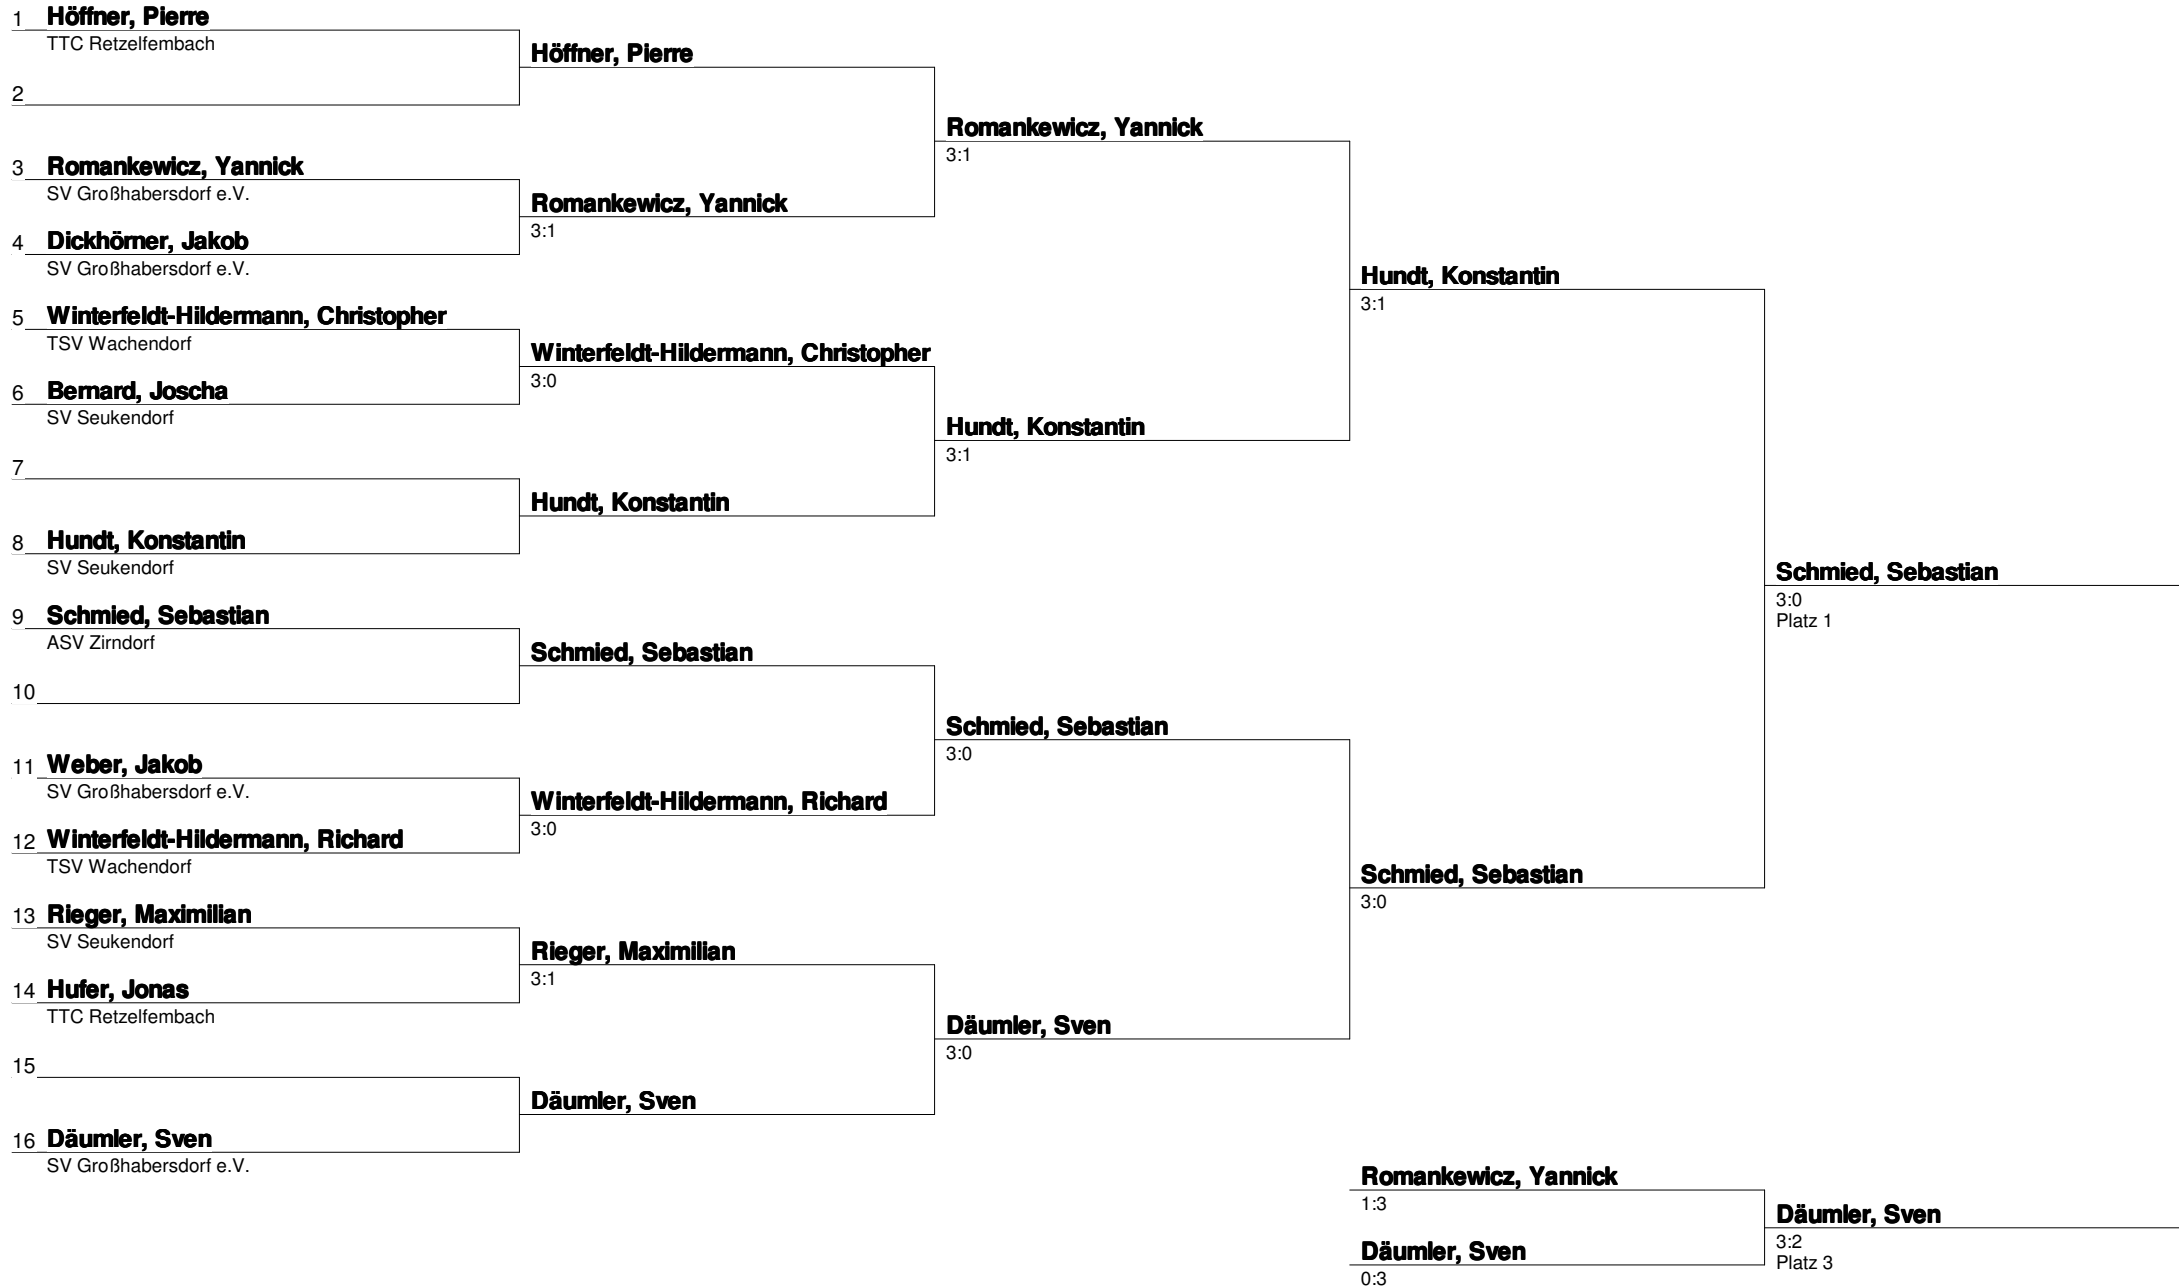 1 Höffner, Pierre
TTC Retzelfembach
2
3 Romankewicz, Yannick
SV Großhabersdorf e.V.
4 Dickhörner, Jakob
SV Großhabersdorf e.V.
5 Winterfeldt-Hildermann, Christopher
TSV Wachendorf
6 Bernard, Joscha
SV Seukendorf
7
8 Hundt, Konstantin
SV Seukendorf
9 Schmied, Sebastian
ASV Zirndorf
10
11 Weber, Jakob
SV Großhabersdorf e.V.
12 Winterfeldt-Hildermann, Richard
TSV Wachendorf
13 Rieger, Maximilian
SV Seukendorf
14 Hufer, Jonas
TTC Retzelfembach
15
16 Däumler, Sven
SV Großhabersdorf e.V.
Höffner, Pierre
Romankewicz, Yannick
3:1
Winterfeldt-Hildermann, Christopher
3:0
Hundt, Konstantin
Schmied, Sebastian
Winterfeldt-Hildermann, Richard
3:0
Rieger, Maximilian
3:1
Däumler, Sven
Romankewicz, Yannick
3:1
Hundt, Konstantin
3:1
Schmied, Sebastian
3:0
Däumler, Sven
3:0
Hundt, Konstantin
3:1
Schmied, Sebastian
3:0
Romankewicz, Yannick
1:3
Däumler, Sven
0:3
Schmied, Sebastian
3:0
Platz 1
Däumler, Sven
3:2
Platz 3